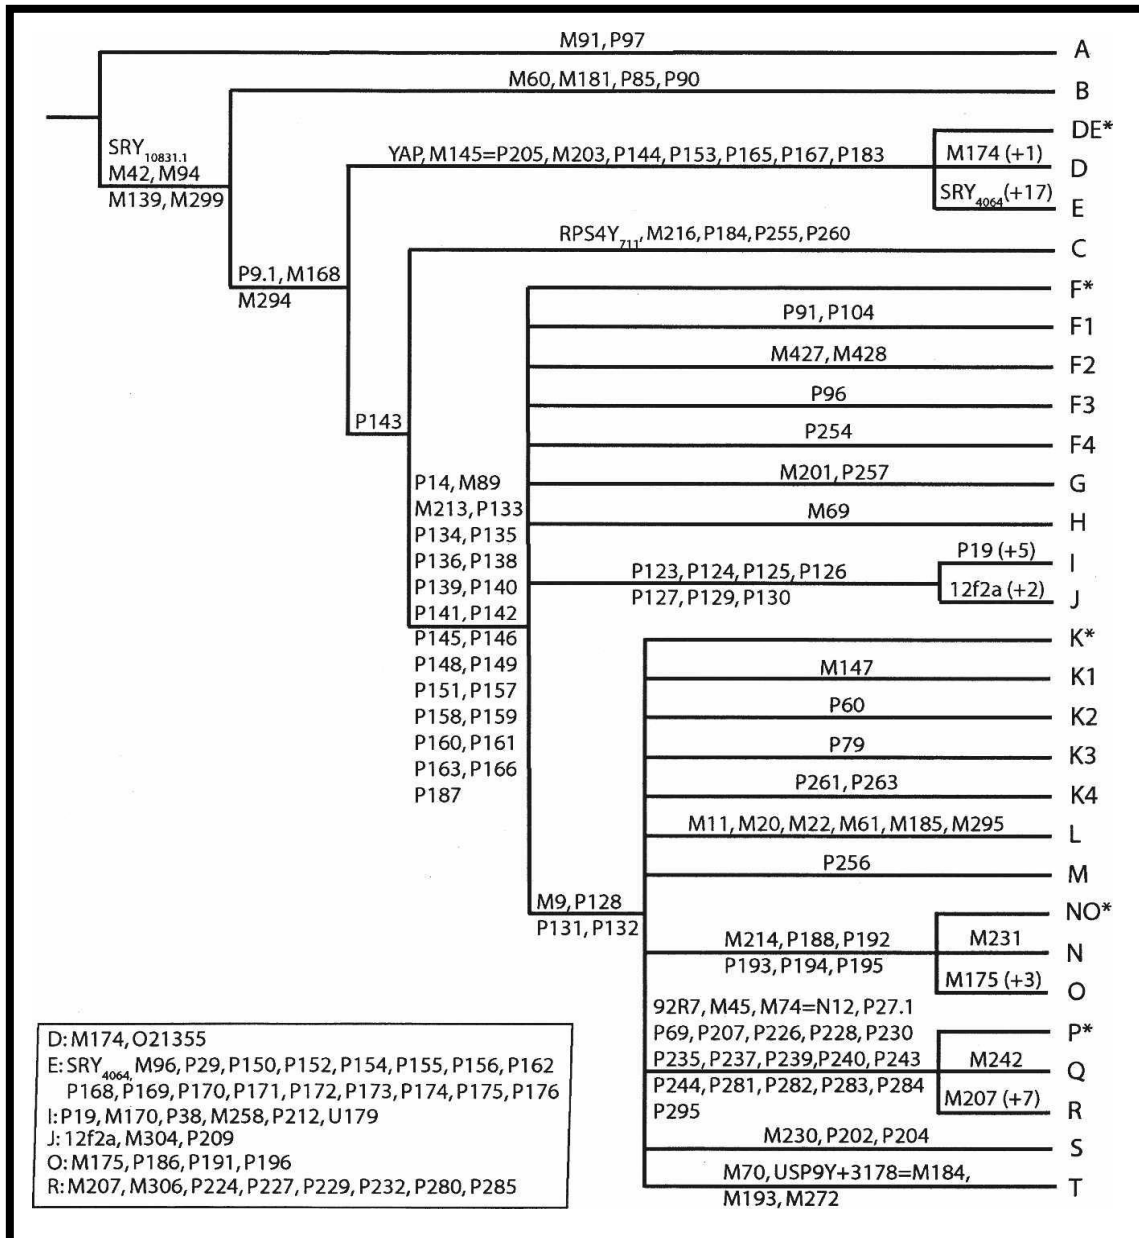 M91, P97
A
M60, M181, P85, P90
B
DE*
SRY10831.1
M42, M94
M139, M299
YAP, M145=P205, M203, P144, P153, P165, P167, P183
M174 (+1)
D
SRY4064(+17)
E
RPS4Y711, M216, P184, P255, P260
C
P9.1, M168
M294
F*
P91, P104
F1
M427, M428
F2
P96
F3
P143
P254
F4
P14, M89
M213, P133
P134, P135
P136, P138
P139, P140
P141, P142
P145, P146
P148, P149
P151, P157
P158, P159
P160, P161
P163, P166
P187
M201, P257
G
M69
H
P123, P124, P125, P126
P127, P129, P130
P19 (+5)
I
12f2a (+2)
J
K*
M147
K1
P60
K2
P79
K3
P261, P263
K4
M11, M20, M22, M61, M185, M295
L
P256
M
M9, P128
P131, P132
NO*
M214, P188, P192
P193, P194, P195
M231
N
M175 (+3)
O
92R7, M45, M74=N12, P27.1
P69, P207, P226, P228, P230
P235, P237, P239, P240, P243
P244, P281, P282, P283, P284
P295
P*
M242
Q
M207 (+7)
R
M230, P202, P204
S
M70, USP9Y+3178=M184,
M193, M272
T
D: M174, O21355
E: SRY4064, M96, P29, P150, P152, P154, P155, P156, P162
P168, P169, P170, P171, P172, P173, P174, P175, P176
I: P19, M170, P38, M258, P212, U179
J: 12f2a, M304, P209
O: M175, P186, P191, P196
R: M207, M306, P224, P227, P229, P232, P280, P285